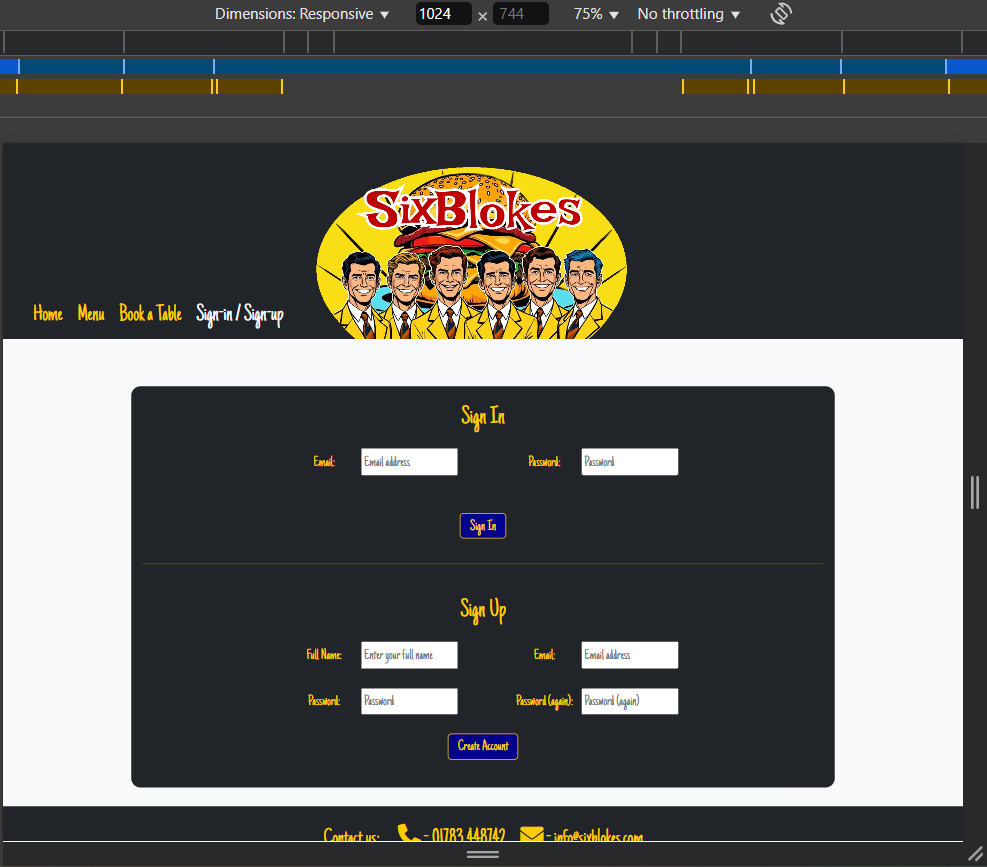 Dimensions: Responsive ▼ 1024 × 744 75% ▼ No throttling ▼
SixBlokes
Home Menu Book a Table Sign-in / Sign-up
Sign In
Email: Email address Password: Password
Sign In
Sign Up
Full Name: Enter your full name Email: Email address
Password: Password Password (again): Password (again)
Create Account
Contact us: - 01783 448742 - info@sixblokes.com